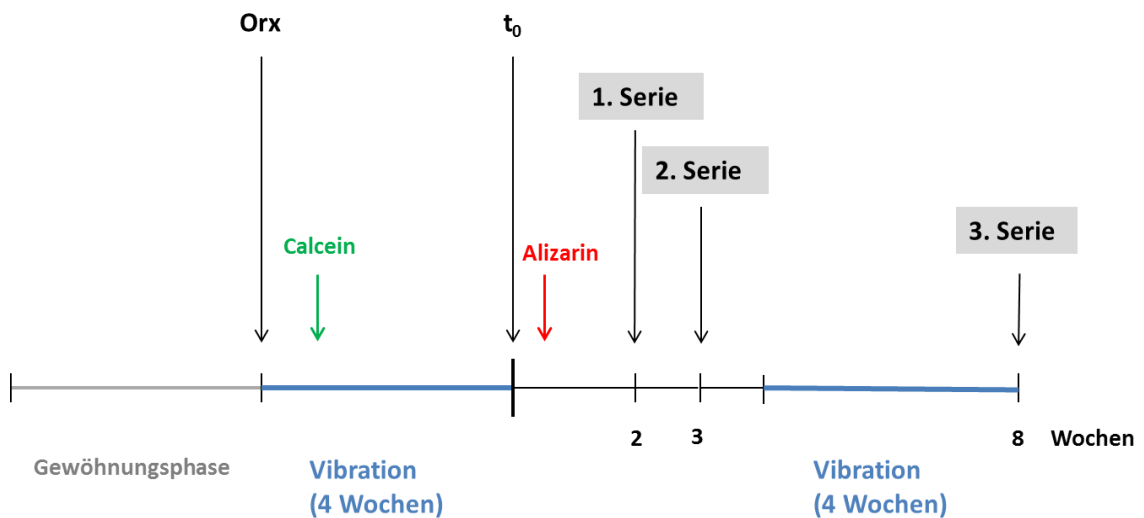 Orx
t₀
1. Serie
2. Serie
3. Serie
Calcein
Alizarin
2
3
8
Wochen
Gewöhnungsphase
Vibration
(4 Wochen)
Vibration
(4 Wochen)